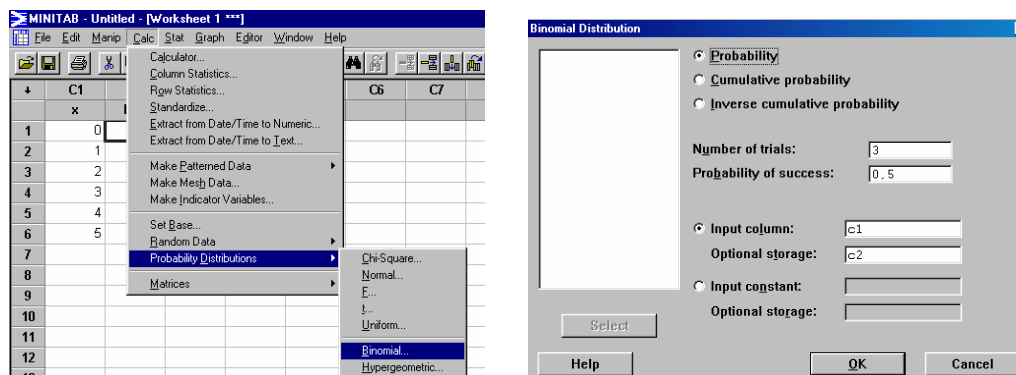 MINITAB - Untitled - [Worksheet 1 ***]
File Edit Manip Calc Stat Graph Editor Window Help
C1 C6 C7
x
1 0
2 1
3 2
4 3
5 4
6 5
7
8
9
10
11
12
Calculator...
Column Statistics...
Row Statistics...
Standardize...
Extract from Date/Time to Numeric...
Extract from Date/Time to Text...
Make Patterned Data
Make Mesh Data...
Make Indicator Variables...
Set Base...
Random Data
Probability Distributions
Matrices
Chi-Square...
Normal...
F...
t...
Uniform...
Binomial...
Hypergeometric...
Binomial Distribution
Probability
Cumulative probability
Inverse cumulative probability
Number of trials: 3
Probability of success: 0,5
Input column: c1
Optional storage: c2
Input constant:
Optional storage:
Select
Help OK Cancel